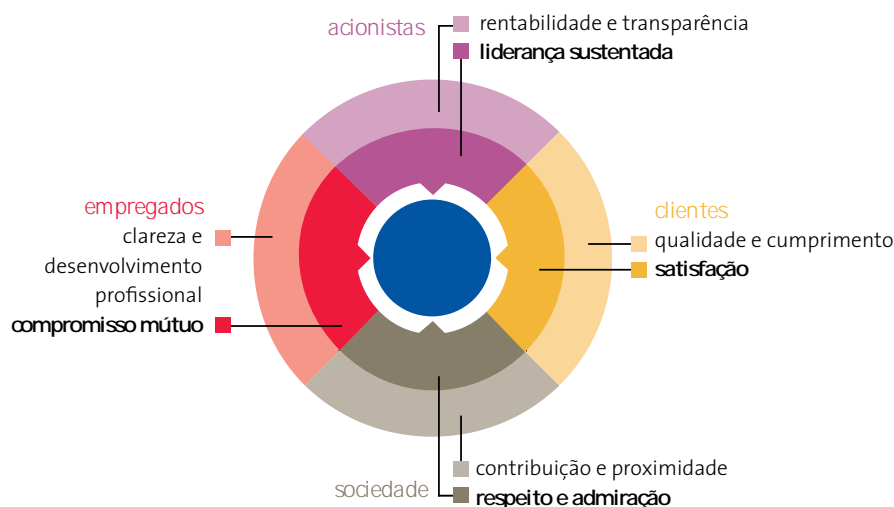 acionistas
rentabilidade e transparência
liderança sustentada
empregados
clareza e
desenvolvimento
profissional
compromisso mútuo
clientes
qualidade e cumprimento
satisfação
sociedade
contribuição e proximidade
respeito e admiração